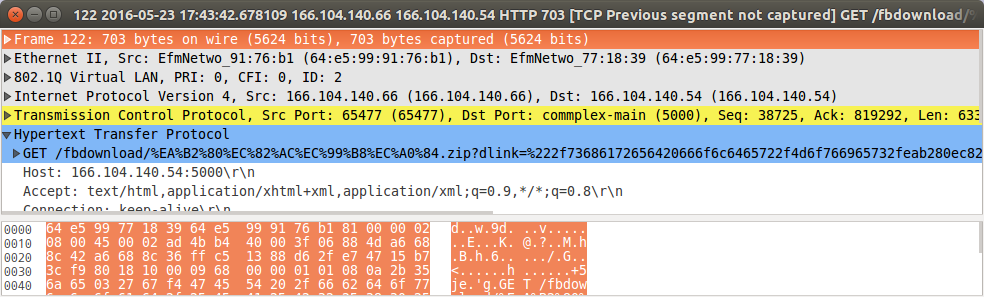 122 2016-05-23 17:43:42.678109 166.104.140.66 166.104.140.54 HTTP 703 [TCP Previous segment not captured] GET /fbdownload/
Frame 122: 703 bytes on wire (5624 bits), 703 bytes captured (5624 bits)
Ethernet II, Src: EfmNetwo_91:76:b1 (64:e5:99:91:76:b1), Dst: EfmNetwo_77:18:39 (64:e5:99:77:18:39)
802.1Q Virtual LAN, PRI: 0, CFI: 0, ID: 2
Internet Protocol Version 4, Src: 166.104.140.66 (166.104.140.66), Dst: 166.104.140.54 (166.104.140.54)
Transmission Control Protocol, Src Port: 65477 (65477), Dst Port: commplex-main (5000), Seq: 38725, Ack: 819292, Len: 633
Hypertext Transfer Protocol
GET /fbdownload/%EA%B2%80%EC%82%AC%EC%99%B8%EC%A0%84.zip?dlink=%222f73686172656420666f6c6465722f4d6f766965732feab280ec82
Host: 166.104.140.54:5000\r\n
Accept: text/html,application/xhtml+xml,application/xml;q=0.9,*/*;q=0.8\r\n
Connection: keep-alive\r\n
0000 64 e5 99 77 18 39 64 e5 99 91 76 b1 81 00 00 02 d..w.9d. ..v.....
0010 08 00 45 00 02 ad 4b b4 40 00 3f 06 88 4d a6 68 ..E...K. @.?..M.h
0020 8c 42 a6 68 8c 36 ff c5 13 88 d6 2f e7 47 15 b7 .B.h.6.. .../.G..
0030 3c f9 80 18 10 00 09 68 00 00 01 01 08 0a 2b 35 <......h ......+5
0040 6a 65 03 27 67 f4 47 45 54 20 2f 66 62 64 6f 77 je.'g.GE T /fbdow